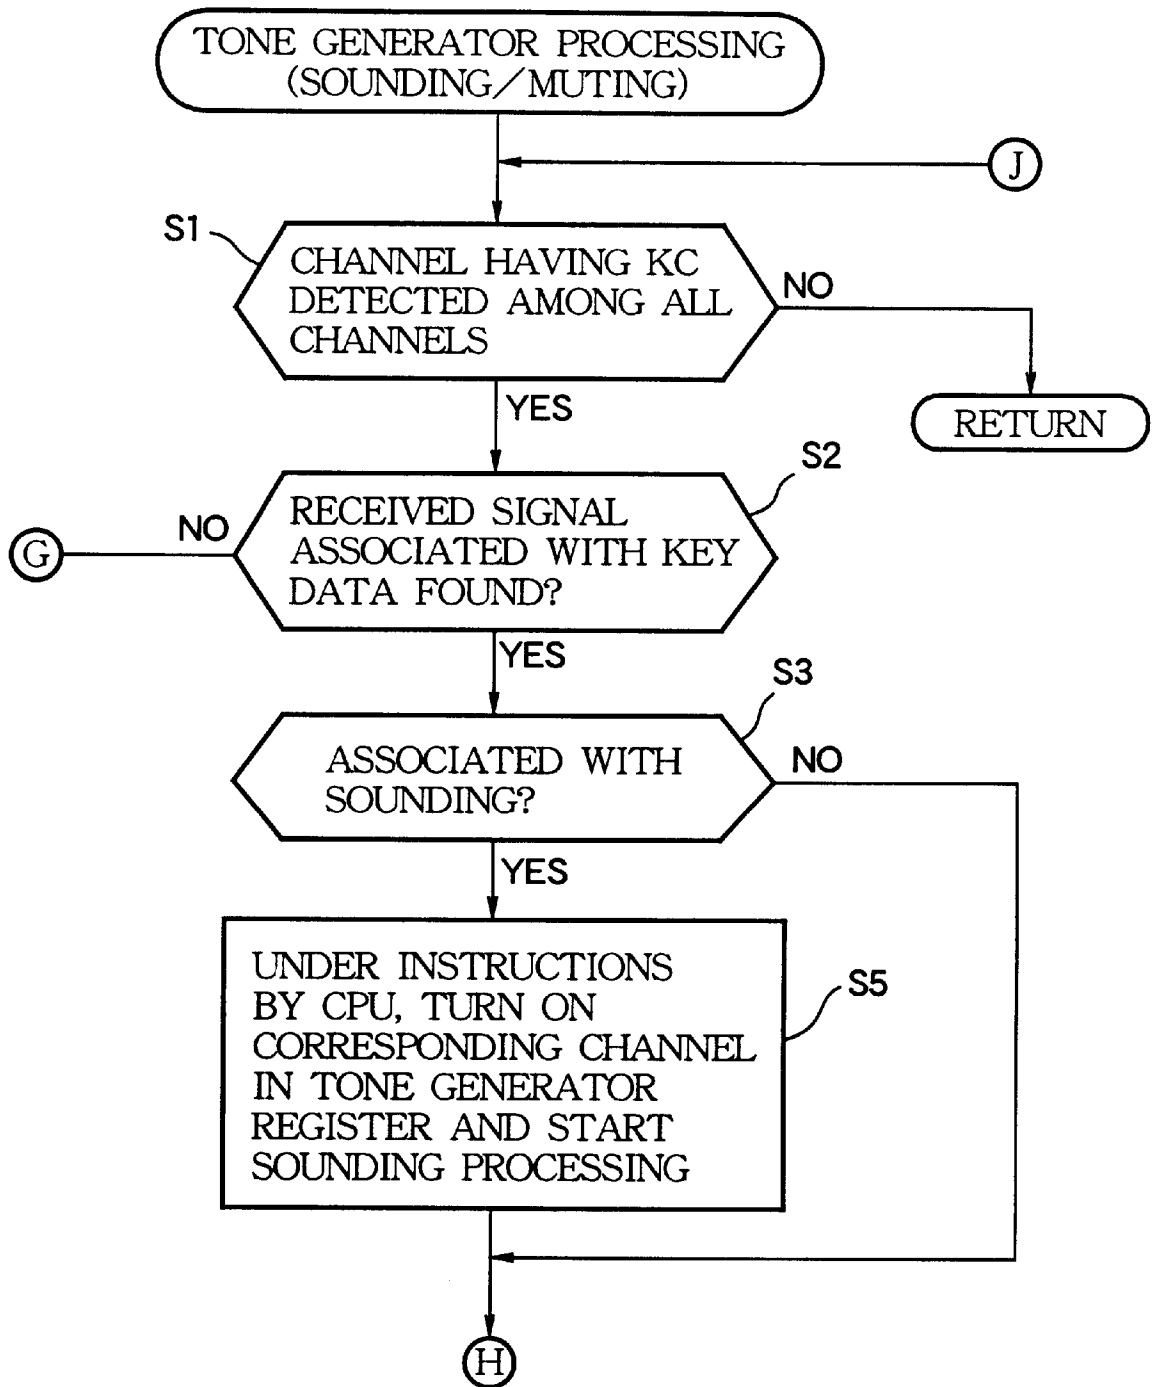 TONE GENERATOR PROCESSING
(SOUNDING/MUTING)
J
S1
CHANNEL HAVING KC
DETECTED AMONG ALL
CHANNELS
NO
YES
RETURN
S2
RECEIVED SIGNAL
ASSOCIATED WITH KEY
DATA FOUND?
NO
G
YES
S3
ASSOCIATED WITH
SOUNDING?
NO
YES
S5
UNDER INSTRUCTIONS
BY CPU, TURN ON
CORRESPONDING CHANNEL
IN TONE GENERATOR
REGISTER AND START
SOUNDING PROCESSING
H